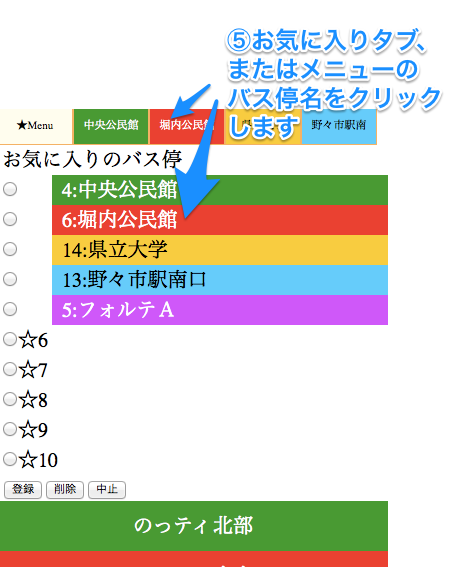 ⑤お気に入りタブ、
またはメニューの
バス停名をクリック
します
★Menu
中央公民館
堀内公民館
野々市駅南
お気に入りのバス停
4:中央公民館
6:堀内公民館
14:県立大学
13:野々市駅南口
5:フォルテA
☆6
☆7
☆8
☆9
☆10
登録 削除 中止
のっティ北部